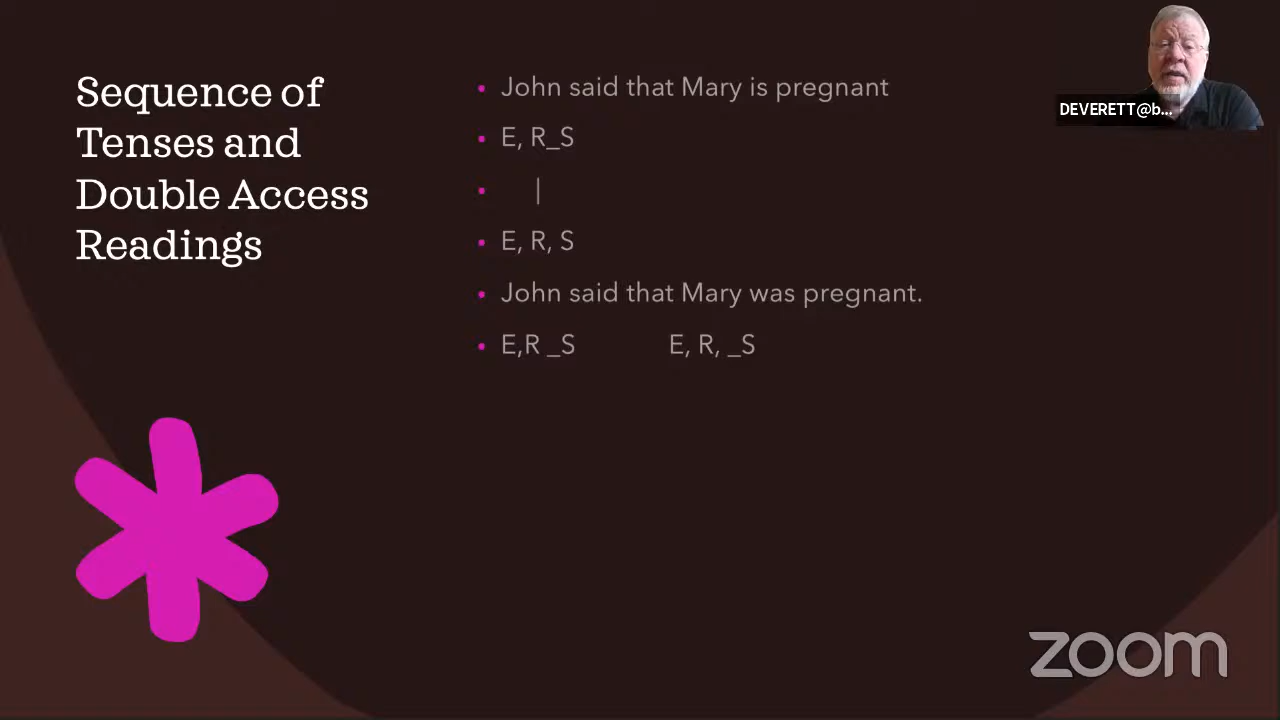 Sequence of
Tenses and
Double Access
Readings
• John said that Mary is pregnant
• E, R_S
• |
• E, R, S
• John said that Mary was pregnant.
• E,R _S E, R, _S
DEVERETT@b...
zoom